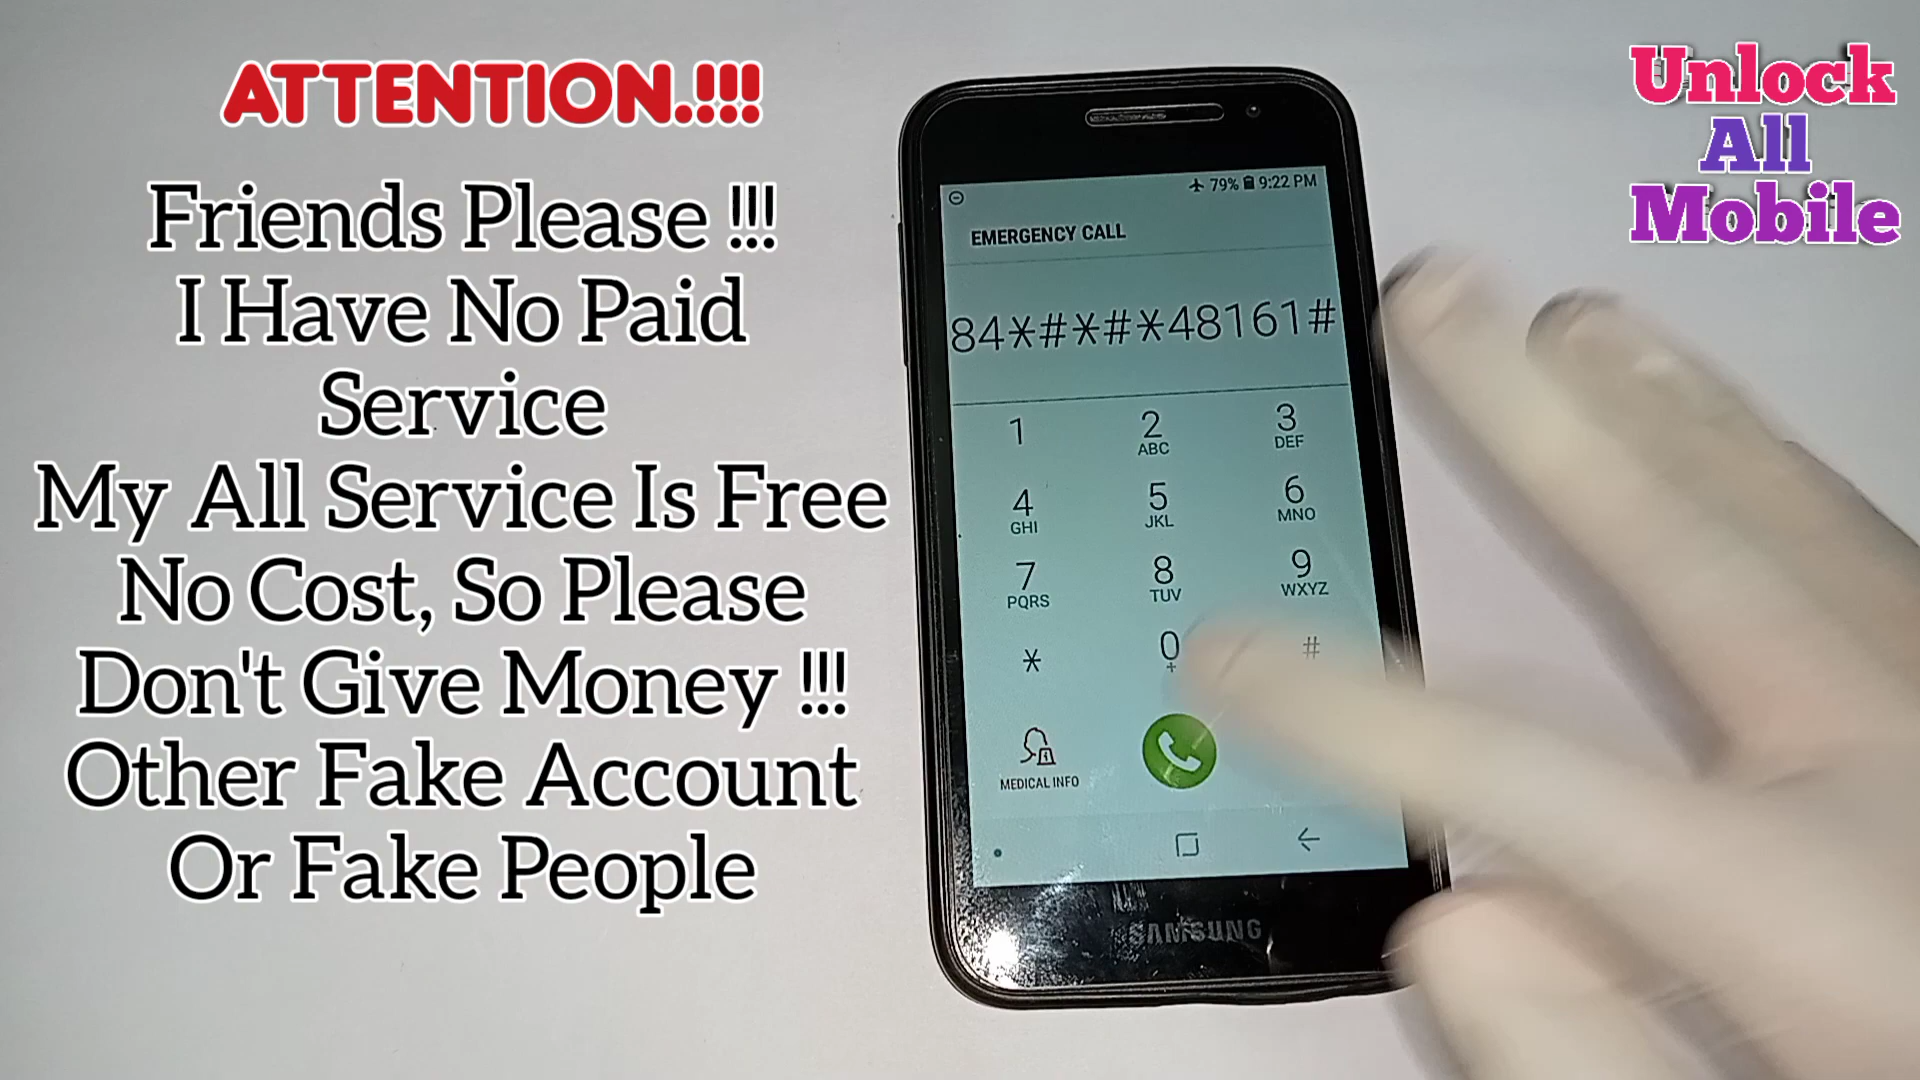 ATTENTION.!!!
Friends Please !!!
I Have No Paid
Service
My All Service Is Free
No Cost, So Please
Don't Give Money !!!
Other Fake Account
Or Fake People
Unlock
All
Mobile
79% 9:22 PM
EMERGENCY CALL
84*#*#*48161#
1 2 3
ABC DEF
4 5 6
GHI JKL MNO
7 8 9
PQRS TUV WXYZ
* 0 #
+
MEDICAL INFO
SAMSUNG